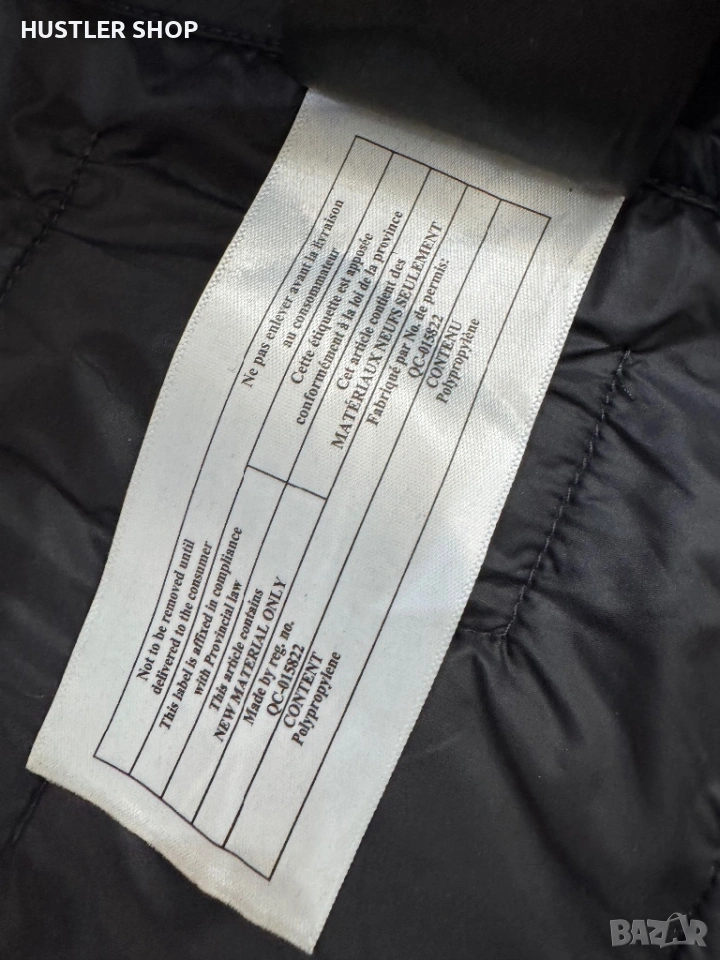 HUSTLER SHOP
Ne pas enlever avant la livraison
au consommateur
Cette étiquette est apposée
conformément à la loi de la province
Cet article contient des
MATÉRIAUX NEUFS SEULEMENT
Fabriqué par No. de permis:
QC-015822
CONTENU
Polypropylène
Not to be removed until
delivered to the consumer
This label is affixed in compliance
with Provincial law
This article contains
NEW MATERIAL ONLY
Made by reg. no.
QC-015822
CONTENT
Polypropylene
BAZAR